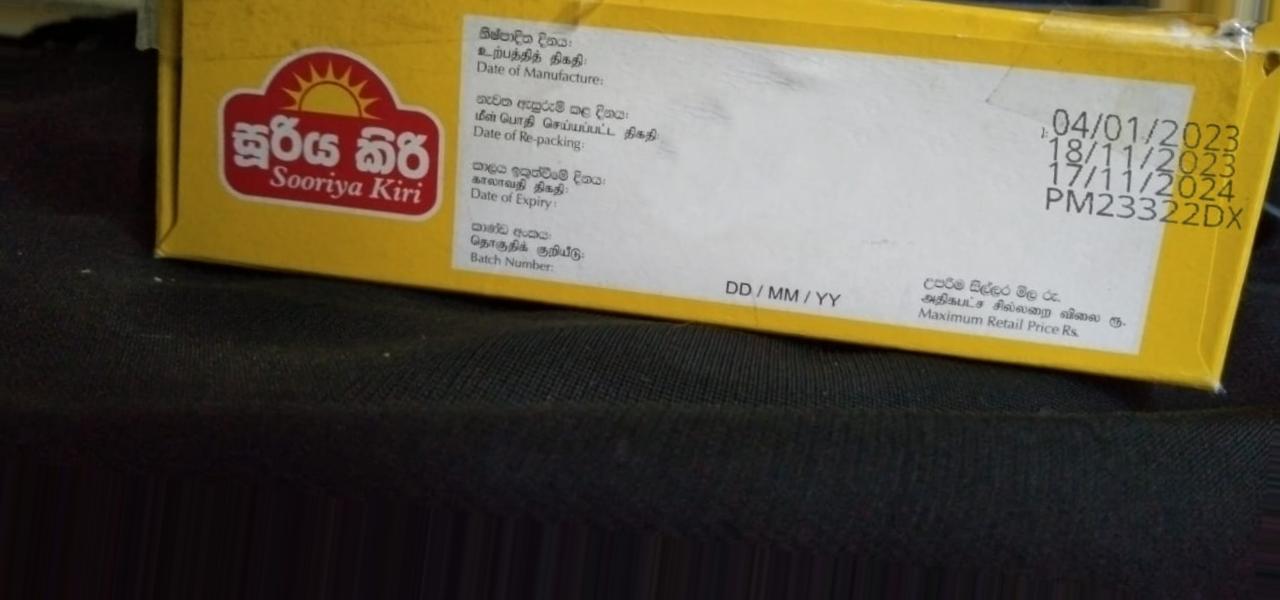 සූරිය කිරි
Sooriya Kiri
නිෂ්පාදිත දිනය:
உற்பத்தித் திகதி:
Date of Manufacture:
නැවත ඇසුරුම් කළ දිනය:
மீள் பொதி செய்யப்பட்ட திகதி:
Date of Re-packing:
කාලය ඉකුත්වීමේ දිනය:
காலாவதி திகதி:
Date of Expiry:
කාණ්ඩ අංකය:
தொகுதிக் குறியீடு:
Batch Number:
04/01/2023
18/11/2023
17/11/2024
PM23322DX
DD / MM / YY
උපරිම සිල්ලර මිල රු.
அதிகபட்ச சில்லறை விலை ரூ.
Maximum Retail Price Rs.